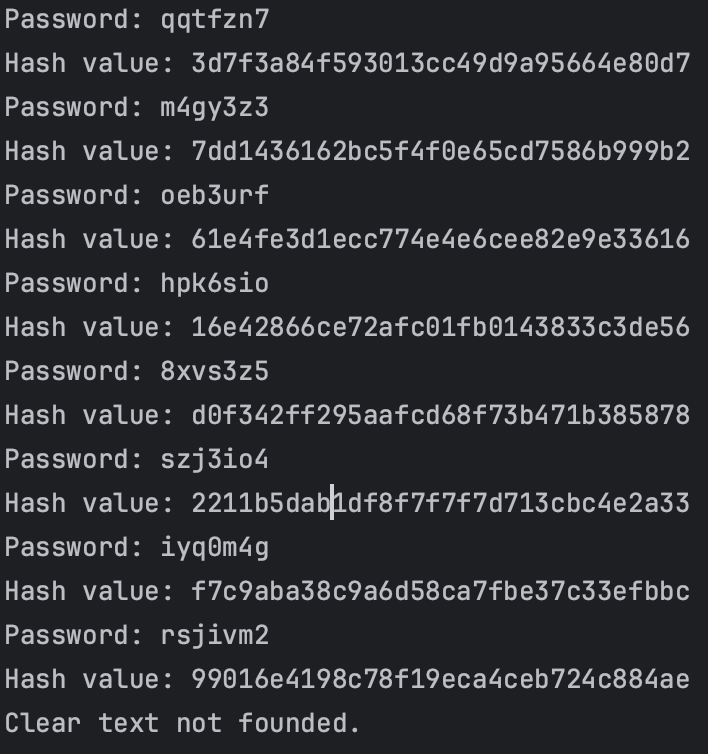 Password: qqtfzn7
Hash value: 3d7f3a84f593013cc49d9a95664e80d7
Password: m4gy3z3
Hash value: 7dd1436162bc5f4f0e65cd7586b999b2
Password: oeb3urf
Hash value: 61e4fe3d1ecc774e4e6cee82e9e33616
Password: hpk6sio
Hash value: 16e42866ce72afc01fb0143833c3de56
Password: 8xvs3z5
Hash value: d0f342ff295aafcd68f73b471b385878
Password: szj3io4
Hash value: 2211b5dab1df8f7f7f7d713cbc4e2a33
Password: iyq0m4g
Hash value: f7c9aba38c9a6d58ca7fbe37c33efbbc
Password: rsjivm2
Hash value: 99016e4198c78f19eca4ceb724c884ae
Clear text not founded.